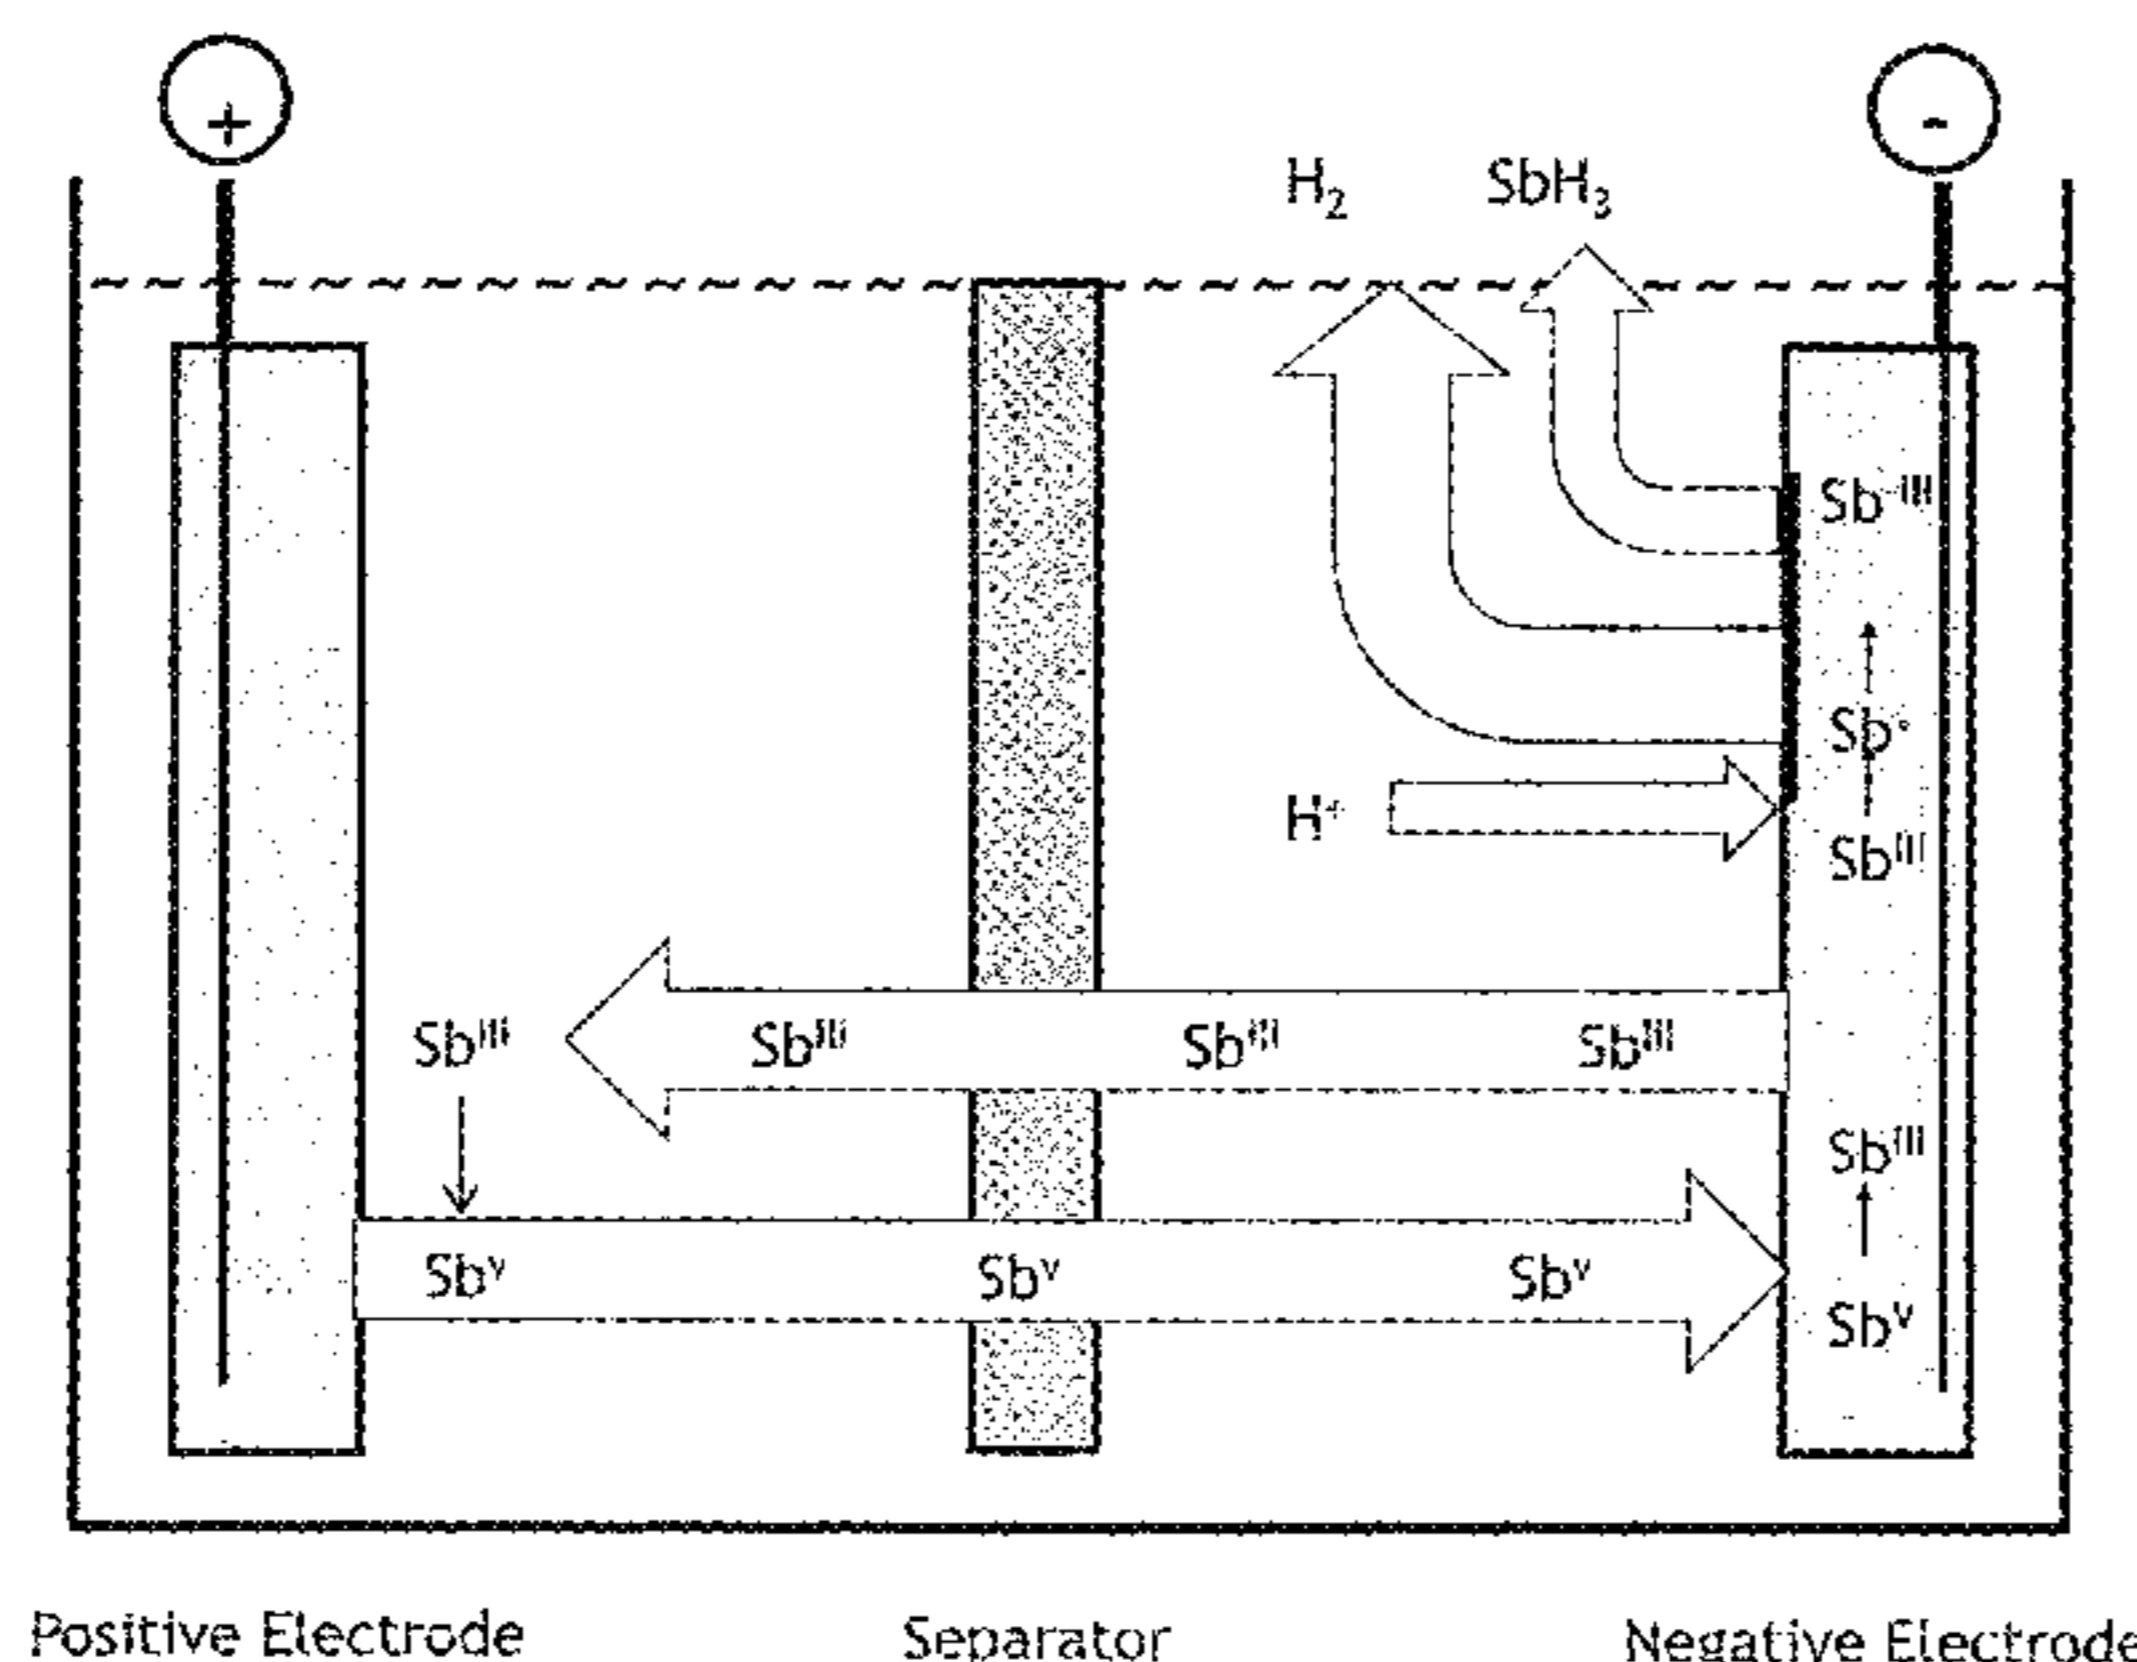 + -
H₂ SbH₃
Sb⁻ᴵᴵᴵ
Sb°
H⁺
Sbᴵᴵᴵ
Sbᴵᴵᴵ Sbᴵᴵᴵ Sbᴵᴵᴵ Sbᴵᴵᴵ
Sbᴵᴵᴵ
Sbⱽ Sbⱽ Sbⱽ
Sbⱽ
Positive Electrode Separator Negative Electrode